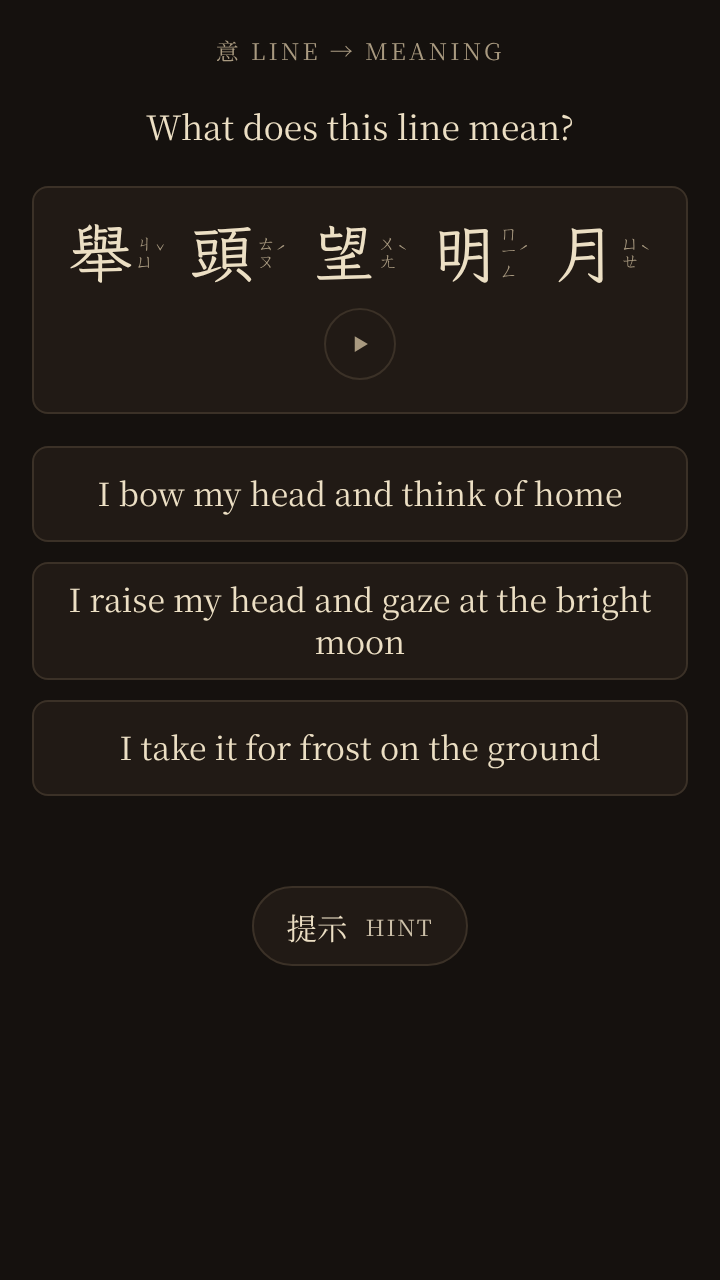 意 LINE → MEANING
What does this line mean?
舉ㄐㄩˇ 頭ㄊㄡˊ 望ㄨㄤˋ 明ㄇㄧㄥˊ 月ㄩㄝˋ
I bow my head and think of home
I raise my head and gaze at the bright
moon
I take it for frost on the ground
提示 HINT